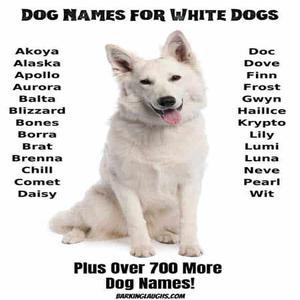 Dog Names for White Dogs
Akoya
Alaska
Apollo
Aurora
Balta
Blizzard
Bones
Borra
Brat
Brenna
Chill
Comet
Daisy
Doc
Dove
Finn
Frost
Gwyn
Haillce
Krypto
Lily
Lumi
Luna
Neve
Pearl
Wit
Plus Over 700 More
Dog Names!
BARKINGLAUGHS.COM